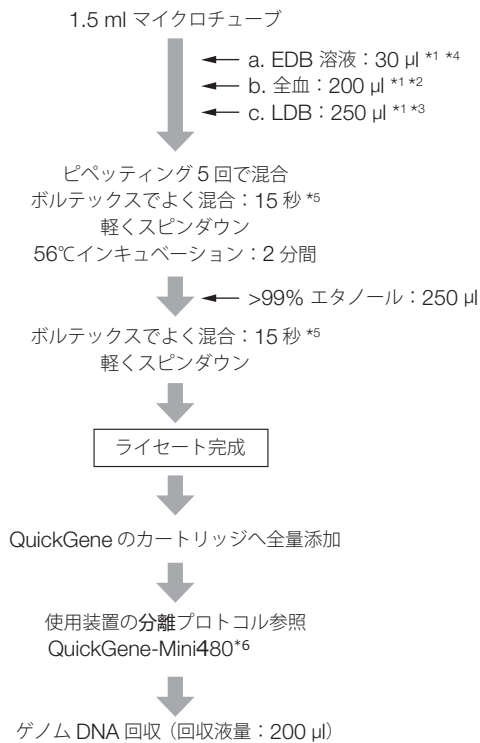 1.5 ml マイクロチューブ
a. EDB 溶液：30 µl *1 *4
b. 全血：200 µl *1 *2
c. LDB：250 µl *1 *3
ピペッティング 5 回で混合
ボルテックスでよく混合：15 秒 *5
軽くスピンダウン
56℃インキュベーション：2 分間
>99% エタノール：250 µl
ボルテックスでよく混合：15 秒 *5
軽くスピンダウン
ライセート完成
QuickGene のカートリッジへ全量添加
使用装置の分離プロトコル参照
QuickGene-Mini480*6
ゲノム DNA 回収（回収液量：200 µl）